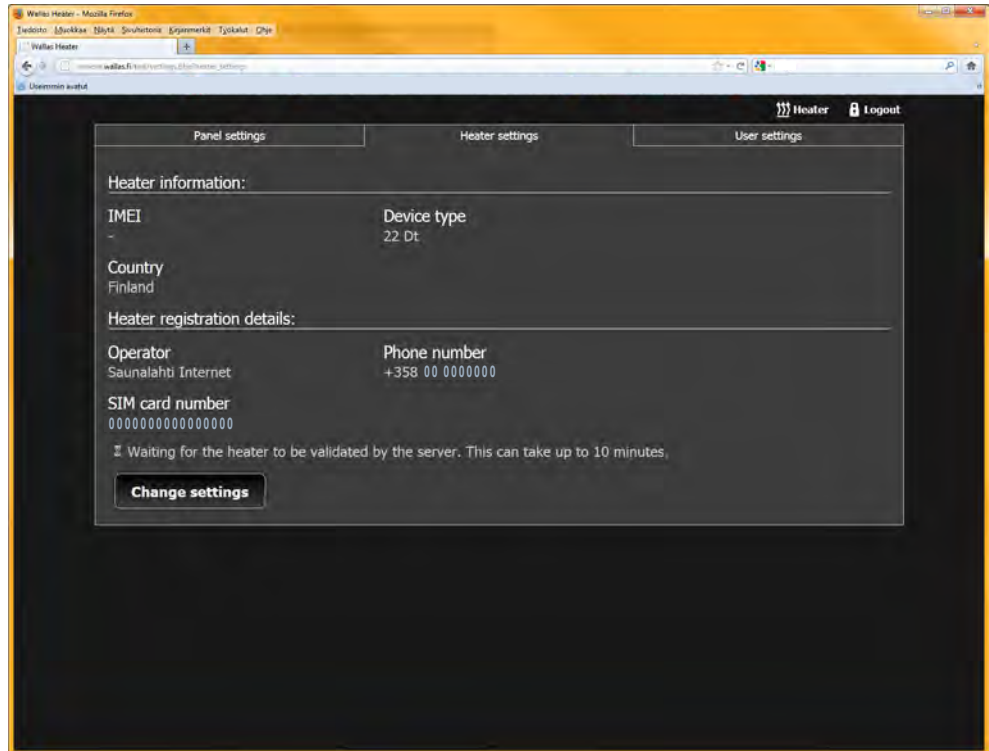 Wallas Heater - Mozilla Firefox
Tiedosto Muokkaa Näytä Sivuhistoria Kirjanmerkit Työkalut Ohje
Wallas Heater +
wallas.fi
Useimmin avatut
Heater Logout
Panel settings Heater settings User settings
Heater information:
IMEI Device type
- 22 Dt
Country
Finland
Heater registration details:
Operator Phone number
Saunalahti Internet +358 00 0000000
SIM card number
0000000000000000
Waiting for the heater to be validated by the server. This can take up to 10 minutes.
Change settings